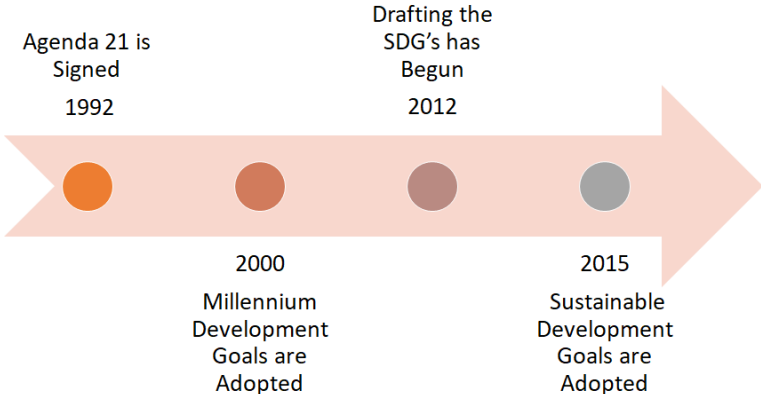 Agenda 21 is
Signed
1992
2000
Millennium
Development
Goals are
Adopted
Drafting the
SDG's has
Begun
2012
2015
Sustainable
Development
Goals are
Adopted